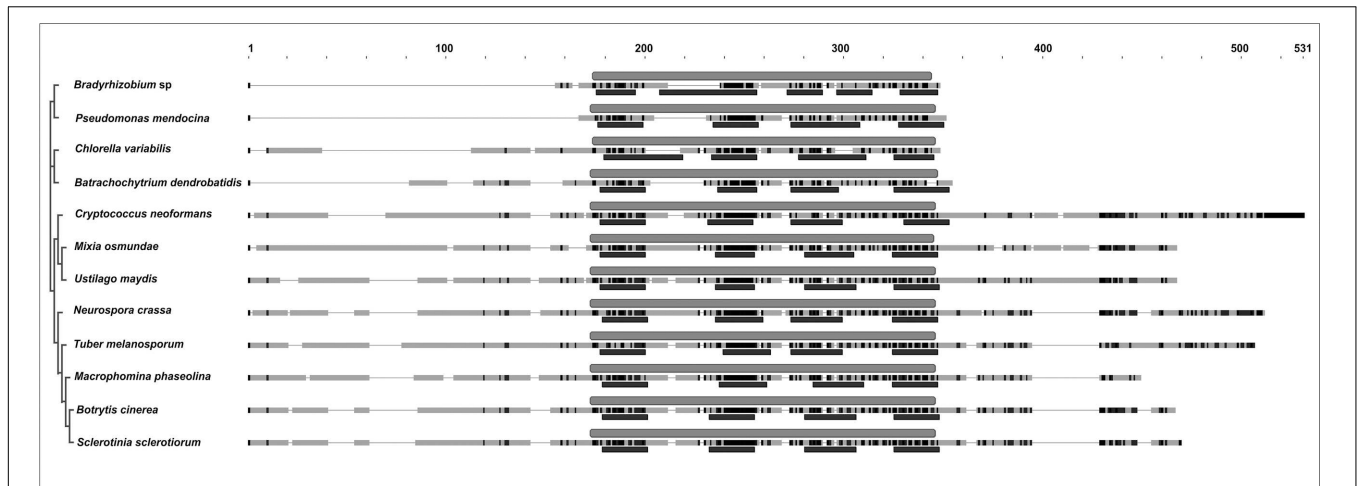 1 100 200 300 400 500 531
Bradyrhizobium sp
Pseudomonas mendocina
Chlorella variabilis
Batrachochytrium dendrobatidis
Cryptococcus neoformans
Mixia osmundae
Ustilago maydis
Neurospora crassa
Tuber melanosporum
Macrophomina phaseolina
Botrytis cinerea
Sclerotinia sclerotiorum